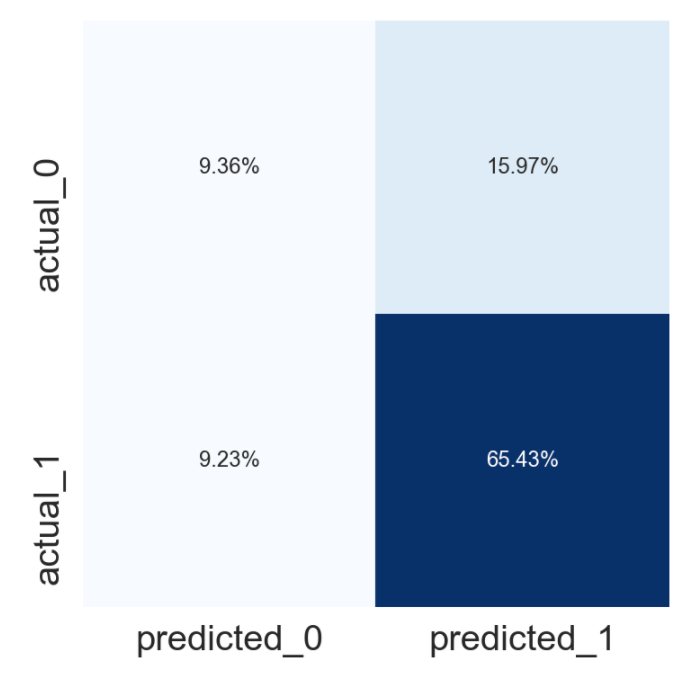 actual_0
9.36%
15.97%
actual_1
9.23%
65.43%
predicted_0
predicted_1